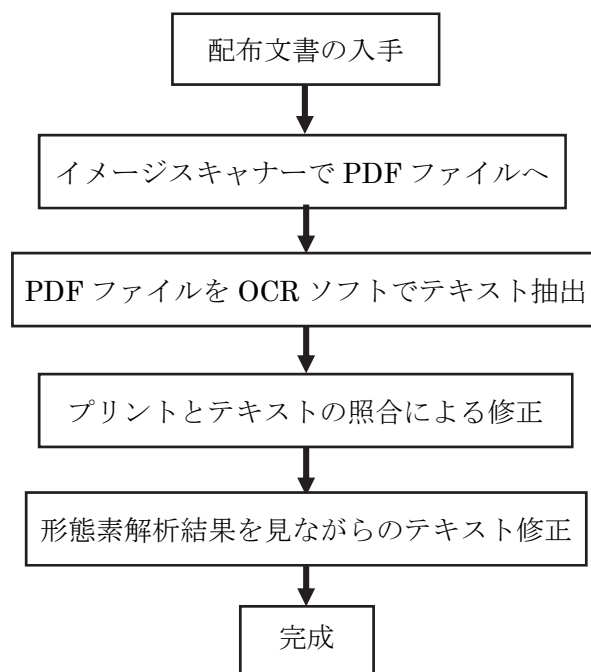 配布文書の入手
イメージスキャナーで PDF ファイルへ
PDF ファイルを OCR ソフトでテキスト抽出
プリントとテキストの照合による修正
形態素解析結果を見ながらのテキスト修正
完成